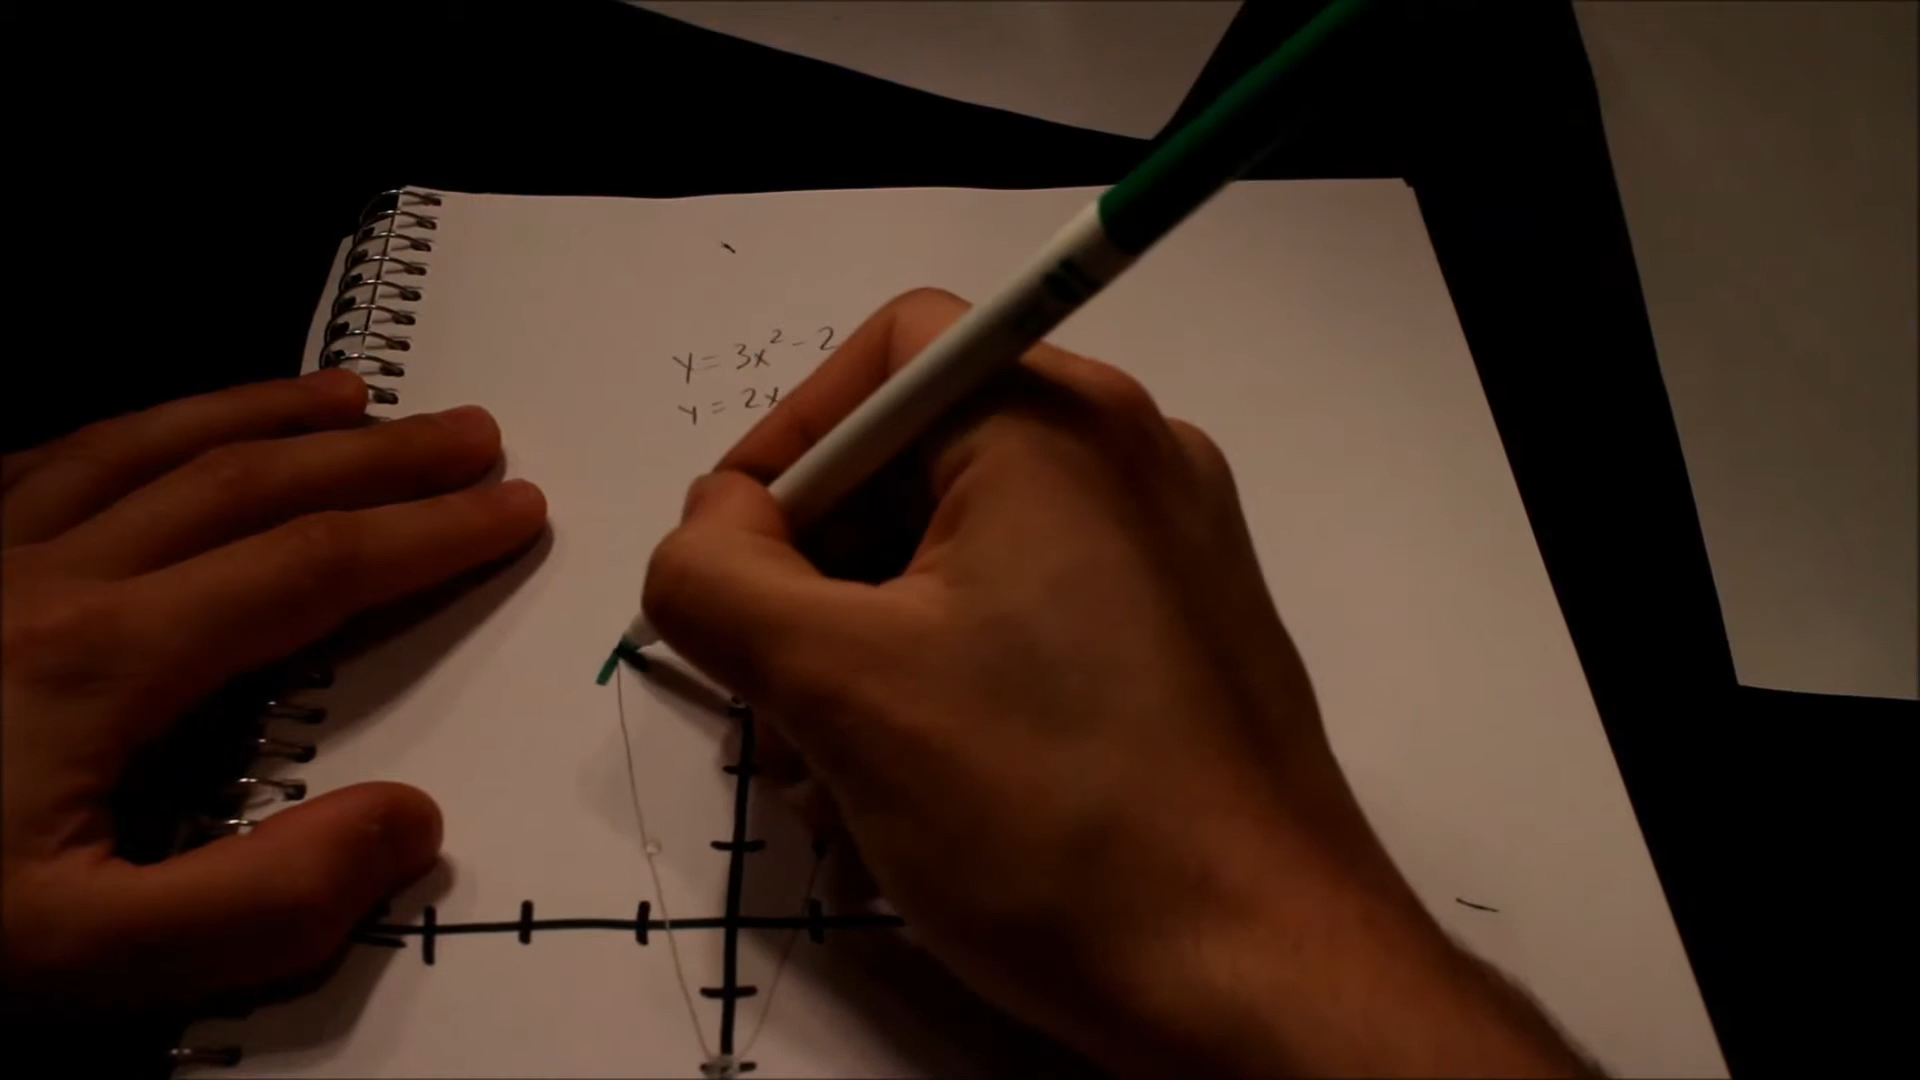 y = 3x² - 2
y = 2x